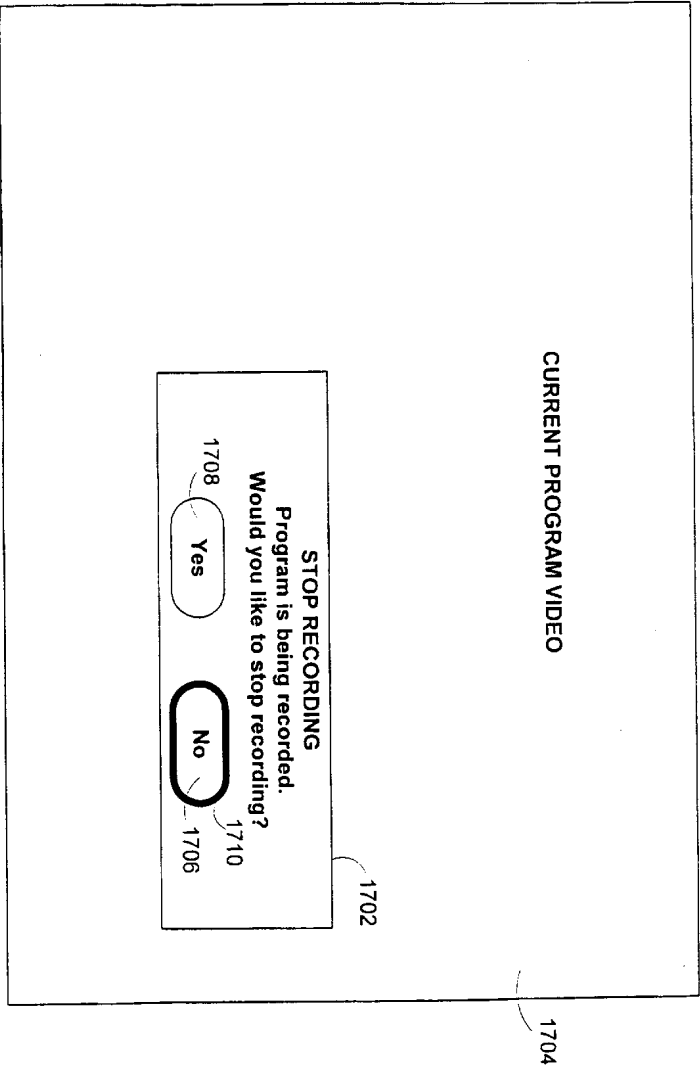 CURRENT PROGRAM VIDEO
STOP RECORDING
Program is being recorded.
Would you like to stop recording?
1708
Yes
No
1710
1706
1702
1704